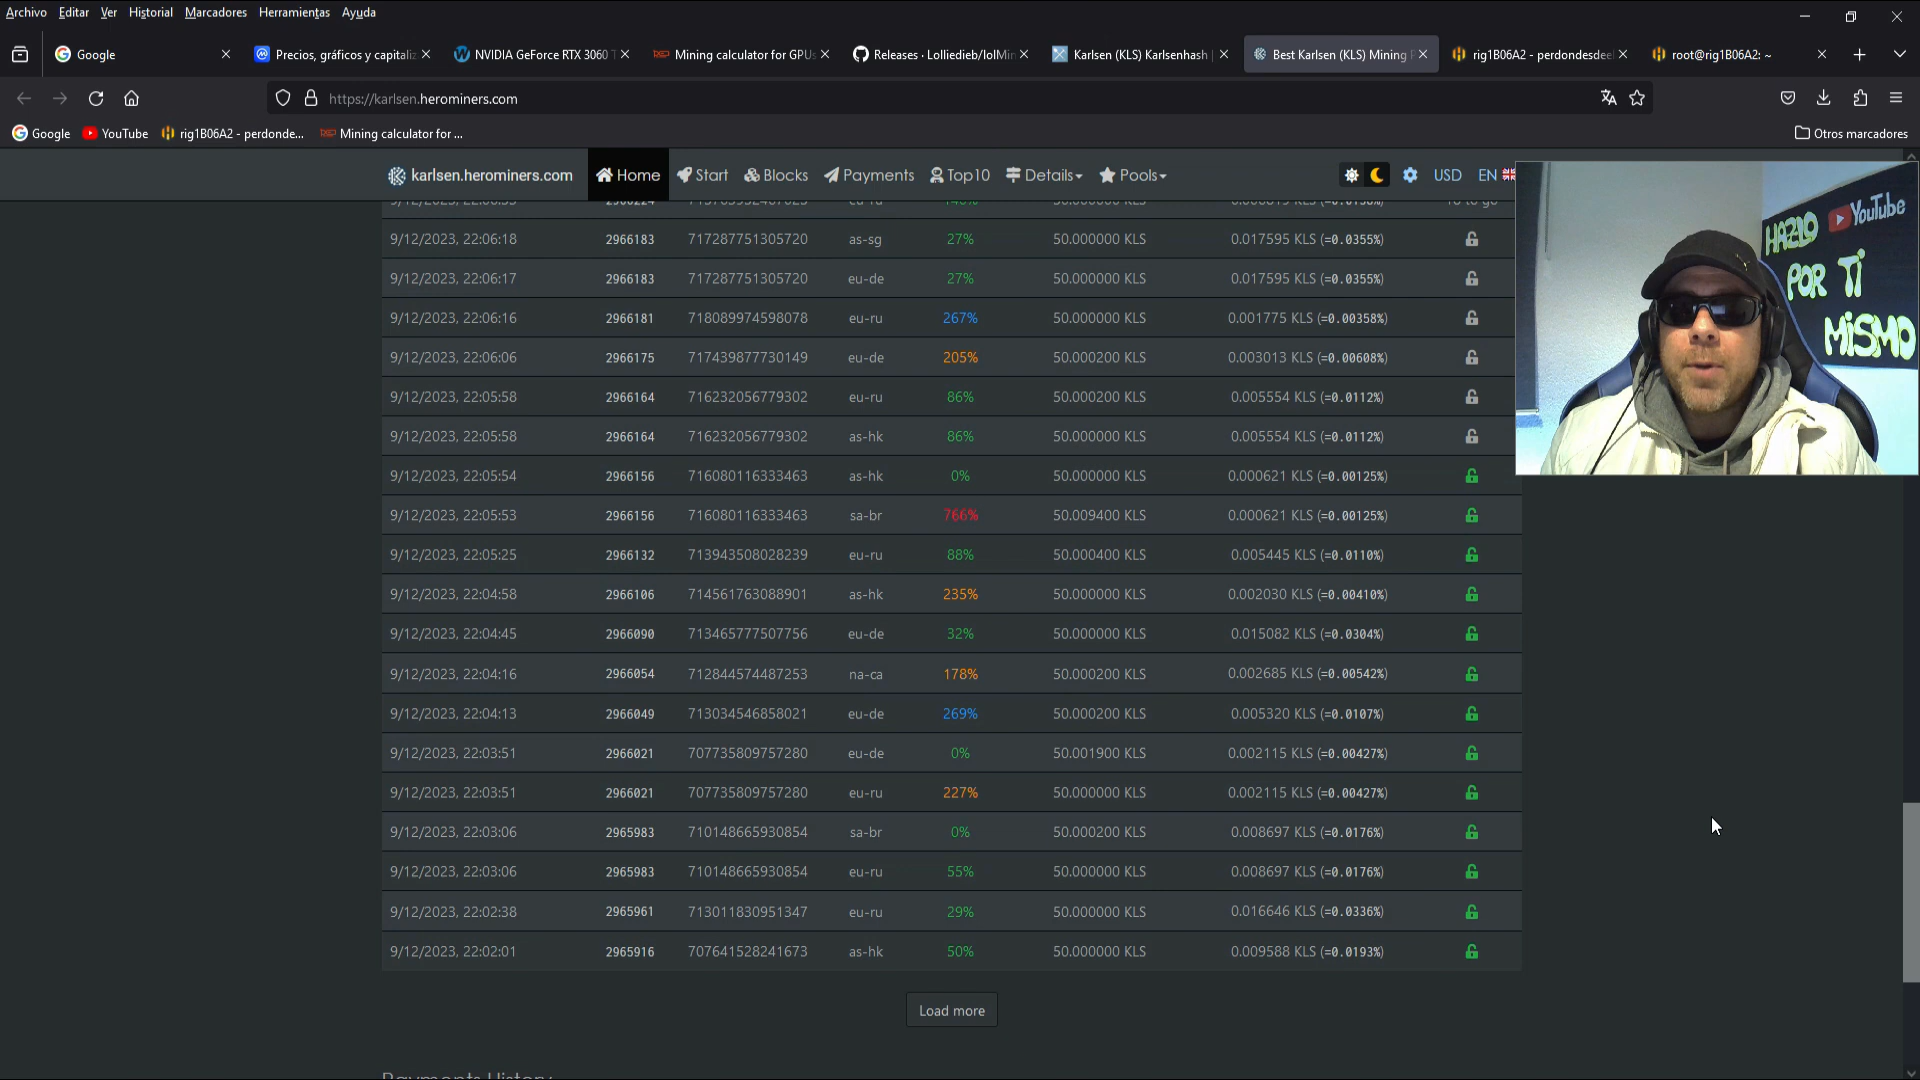 Archivo Editar Ver Historial Marcadores Herramientas Ayuda
Google Precios, gráficos y capitaliz NVIDIA GeForce RTX 3060 T Mining calculator for GPUs Releases · Lolliedieb/lolMin Karlsen (KLS) Karlsenhash | Best Karlsen (KLS) Mining P rig1B06A2 - perdondesdeel root@rig1B06A2: ~
https://karlsen.herominers.com
Google YouTube rig1B06A2 - perdonde... Mining calculator for ... Otros marcadores
karlsen.herominers.com Home Start Blocks Payments Top10 Details Pools USD EN
9/12/2023, 22:06:18 2966183 717287751305720 as-sg 27% 50.000000 KLS 0.017595 KLS (=0.0355%)
9/12/2023, 22:06:17 2966183 717287751305720 eu-de 27% 50.000000 KLS 0.017595 KLS (=0.0355%)
9/12/2023, 22:06:16 2966181 718089974598078 eu-ru 267% 50.000000 KLS 0.001775 KLS (=0.00358%)
9/12/2023, 22:06:06 2966175 717439877730149 eu-de 205% 50.000200 KLS 0.003013 KLS (=0.00608%)
9/12/2023, 22:05:58 2966164 716232056779302 eu-ru 86% 50.000200 KLS 0.005554 KLS (=0.0112%)
9/12/2023, 22:05:58 2966164 716232056779302 as-hk 86% 50.000000 KLS 0.005554 KLS (=0.0112%)
9/12/2023, 22:05:54 2966156 716080116333463 as-hk 0% 50.000000 KLS 0.000621 KLS (=0.00125%)
9/12/2023, 22:05:53 2966156 716080116333463 sa-br 766% 50.009400 KLS 0.000621 KLS (=0.00125%)
9/12/2023, 22:05:25 2966132 713943508028239 eu-ru 88% 50.000400 KLS 0.005445 KLS (=0.0110%)
9/12/2023, 22:04:58 2966106 714561763088901 as-hk 235% 50.000000 KLS 0.002030 KLS (=0.00410%)
9/12/2023, 22:04:45 2966090 713465777507756 eu-de 32% 50.000000 KLS 0.015082 KLS (=0.0304%)
9/12/2023, 22:04:16 2966054 712844574487253 na-ca 178% 50.000200 KLS 0.002685 KLS (=0.00542%)
9/12/2023, 22:04:13 2966049 713034546858021 eu-de 269% 50.000200 KLS 0.005320 KLS (=0.0107%)
9/12/2023, 22:03:51 2966021 707735809757280 eu-de 0% 50.001900 KLS 0.002115 KLS (=0.00427%)
9/12/2023, 22:03:51 2966021 707735809757280 eu-ru 227% 50.000000 KLS 0.002115 KLS (=0.00427%)
9/12/2023, 22:03:06 2965983 710148665930854 sa-br 0% 50.000200 KLS 0.008697 KLS (=0.0176%)
9/12/2023, 22:03:06 2965983 710148665930854 eu-ru 55% 50.000000 KLS 0.008697 KLS (=0.0176%)
9/12/2023, 22:02:38 2965961 713011830951347 eu-ru 29% 50.000000 KLS 0.016646 KLS (=0.0336%)
9/12/2023, 22:02:01 2965916 707641528241673 as-hk 50% 50.000000 KLS 0.009588 KLS (=0.0193%)
Load more
Payments History
YouTube
HAZLO
POR Ti
MiSMO